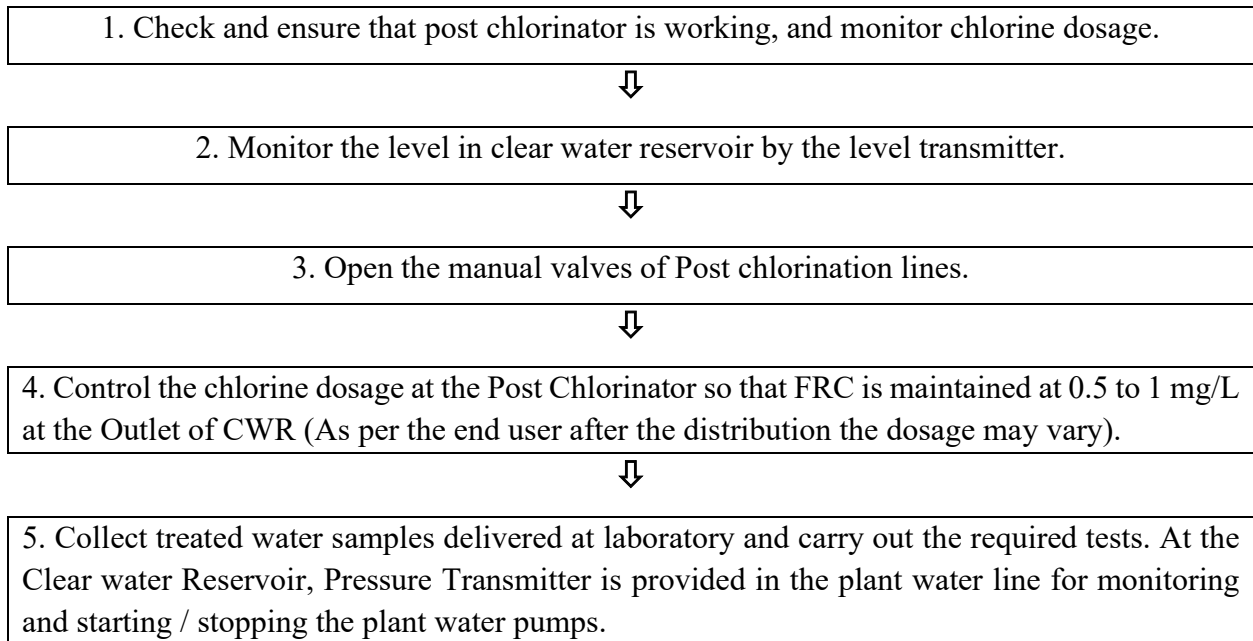 1. Check and ensure that post chlorinator is working, and monitor chlorine dosage.
2. Monitor the level in clear water reservoir by the level transmitter.
3. Open the manual valves of Post chlorination lines.
4. Control the chlorine dosage at the Post Chlorinator so that FRC is maintained at 0.5 to 1 mg/L
at the Outlet of CWR (As per the end user after the distribution the dosage may vary).
5. Collect treated water samples delivered at laboratory and carry out the required tests. At the
Clear water Reservoir, Pressure Transmitter is provided in the plant water line for monitoring
and starting / stopping the plant water pumps.